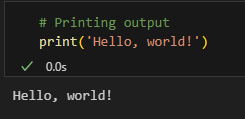 # Printing output
print('Hello, world!')
0.0s
Hello, world!